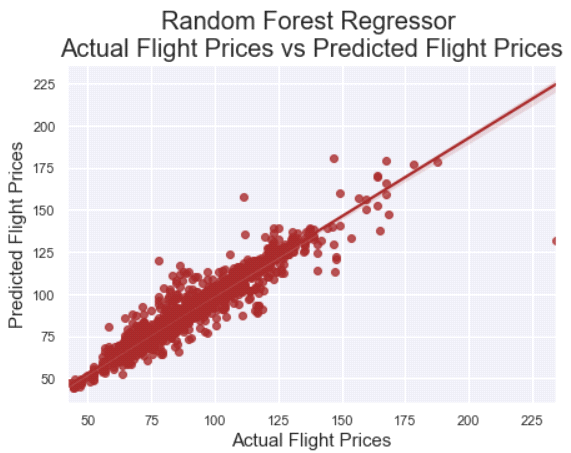 Random Forest Regressor
Actual Flight Prices vs Predicted Flight Prices
225
200
175
150
125
100
75
50
Predicted Flight Prices
50 75 100 125 150 175 200 225
Actual Flight Prices